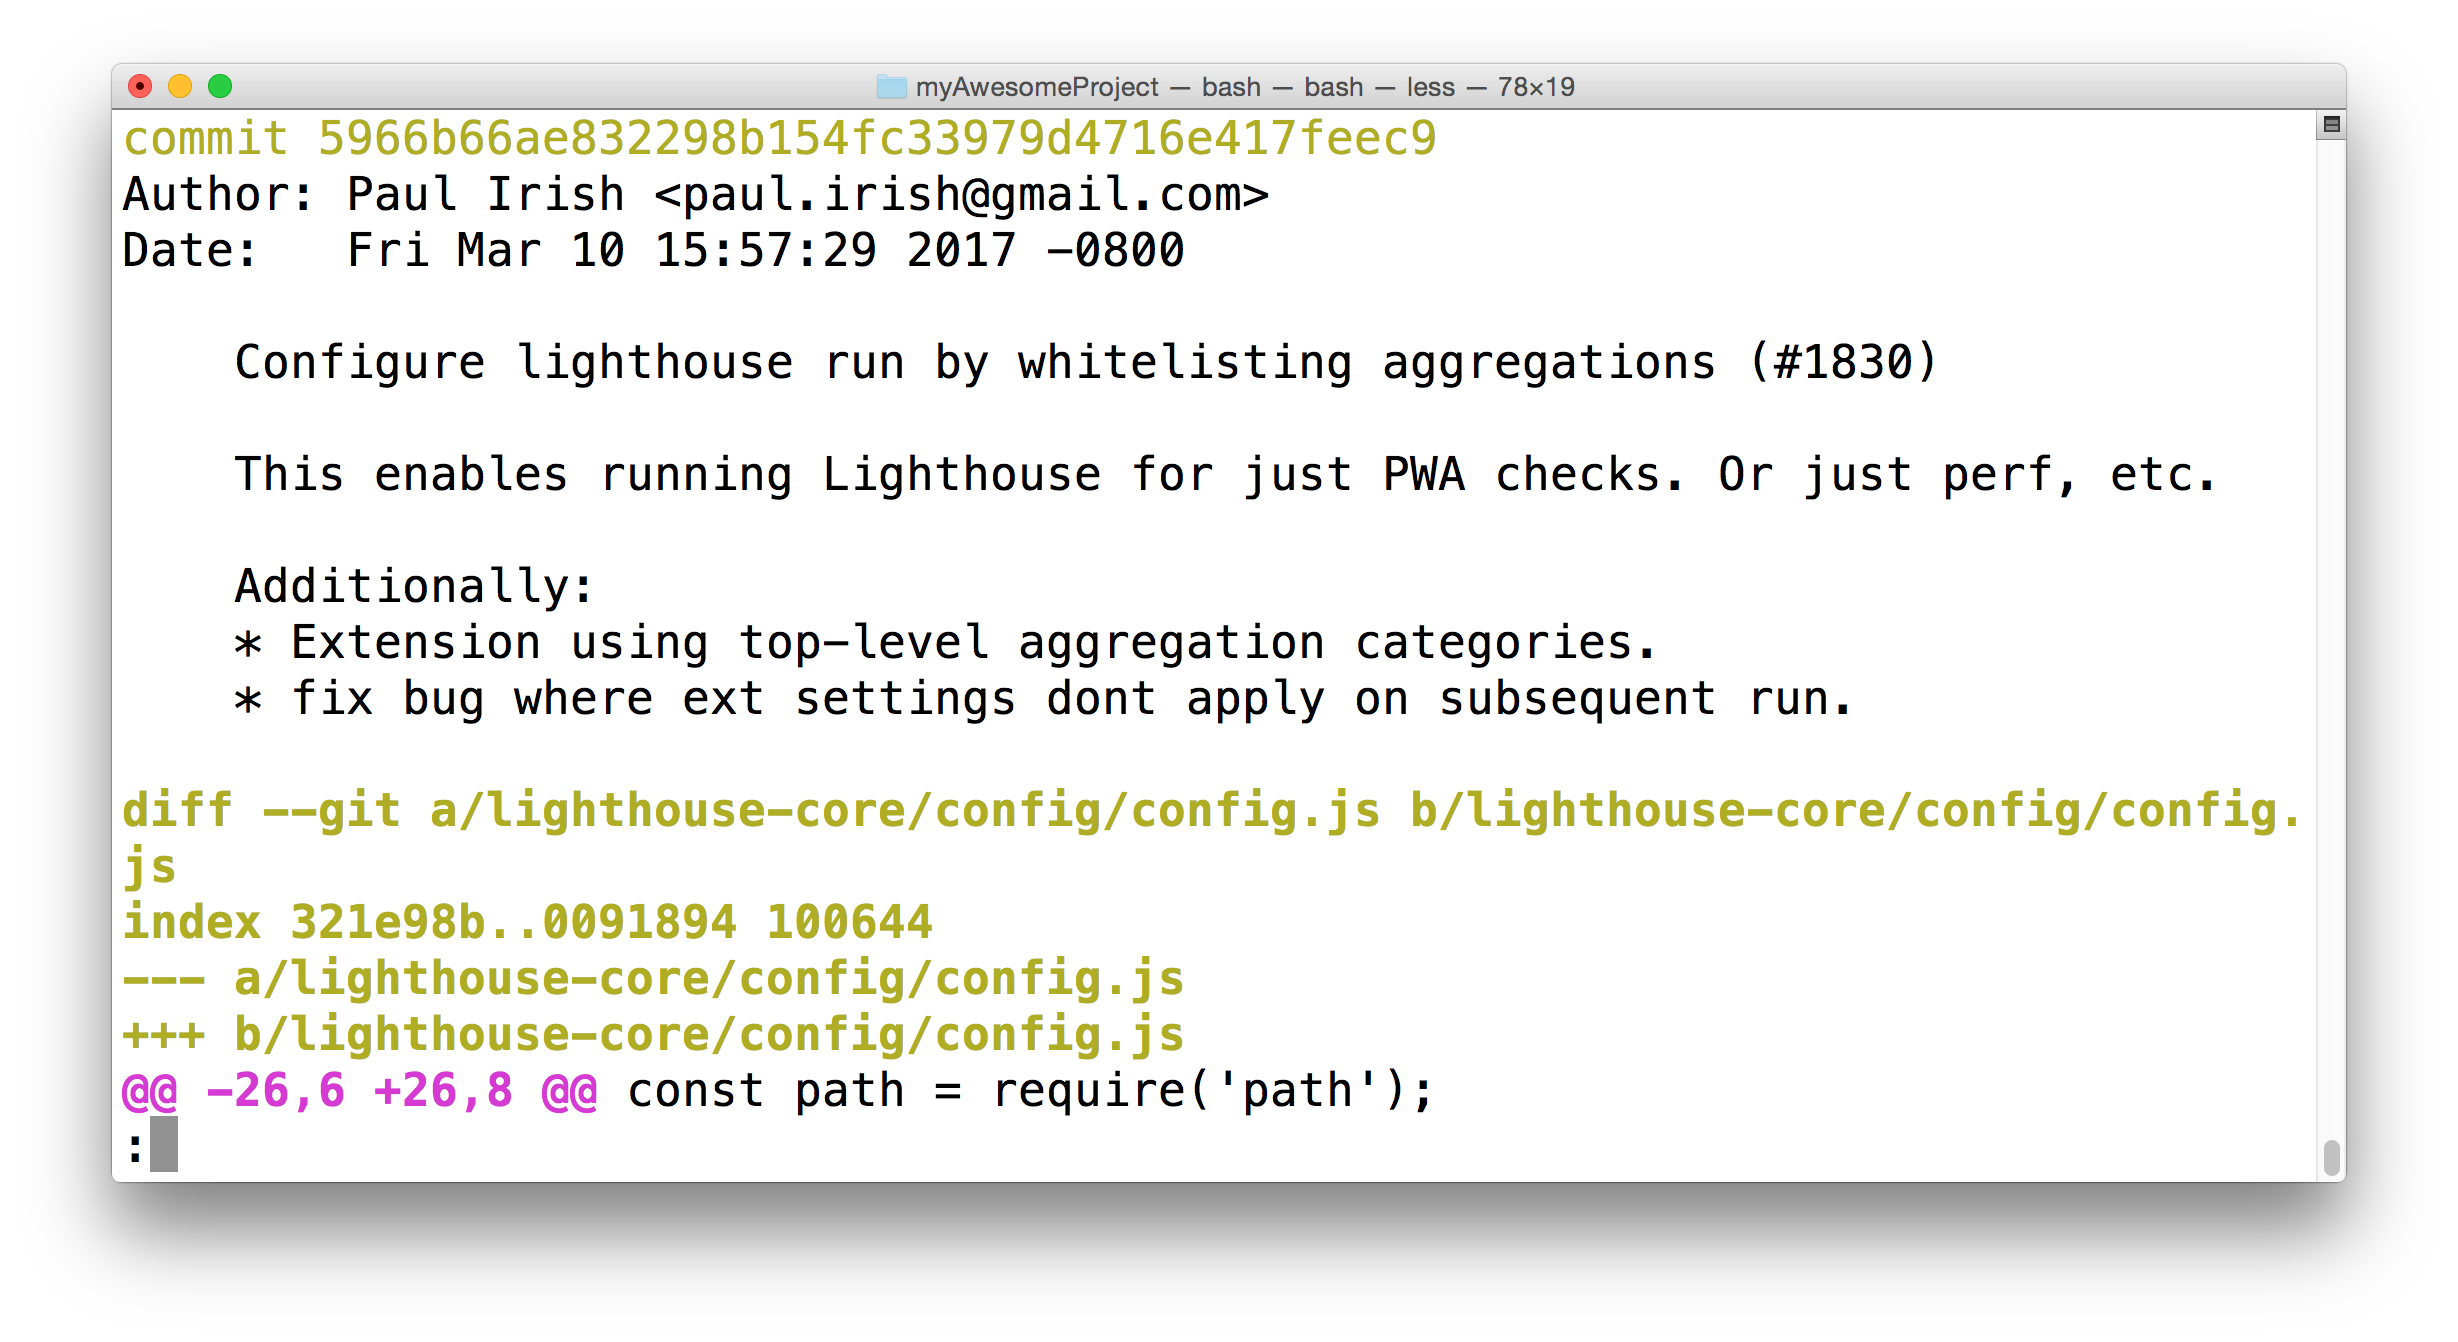 myAwesomeProject — bash — bash — less — 78×19
commit 5966b66ae832298b154fc33979d4716e417feec9
Author: Paul Irish <paul.irish@gmail.com>
Date:   Fri Mar 10 15:57:29 2017 -0800
    Configure lighthouse run by whitelisting aggregations (#1830)
    This enables running Lighthouse for just PWA checks. Or just perf, etc.
    Additionally:
    * Extension using top-level aggregation categories.
    * fix bug where ext settings dont apply on subsequent run.
diff --git a/lighthouse-core/config/config.js b/lighthouse-core/config/config.
js
index 321e98b..0091894 100644
--- a/lighthouse-core/config/config.js
+++ b/lighthouse-core/config/config.js
@@ -26,6 +26,8 @@ const path = require('path');
: